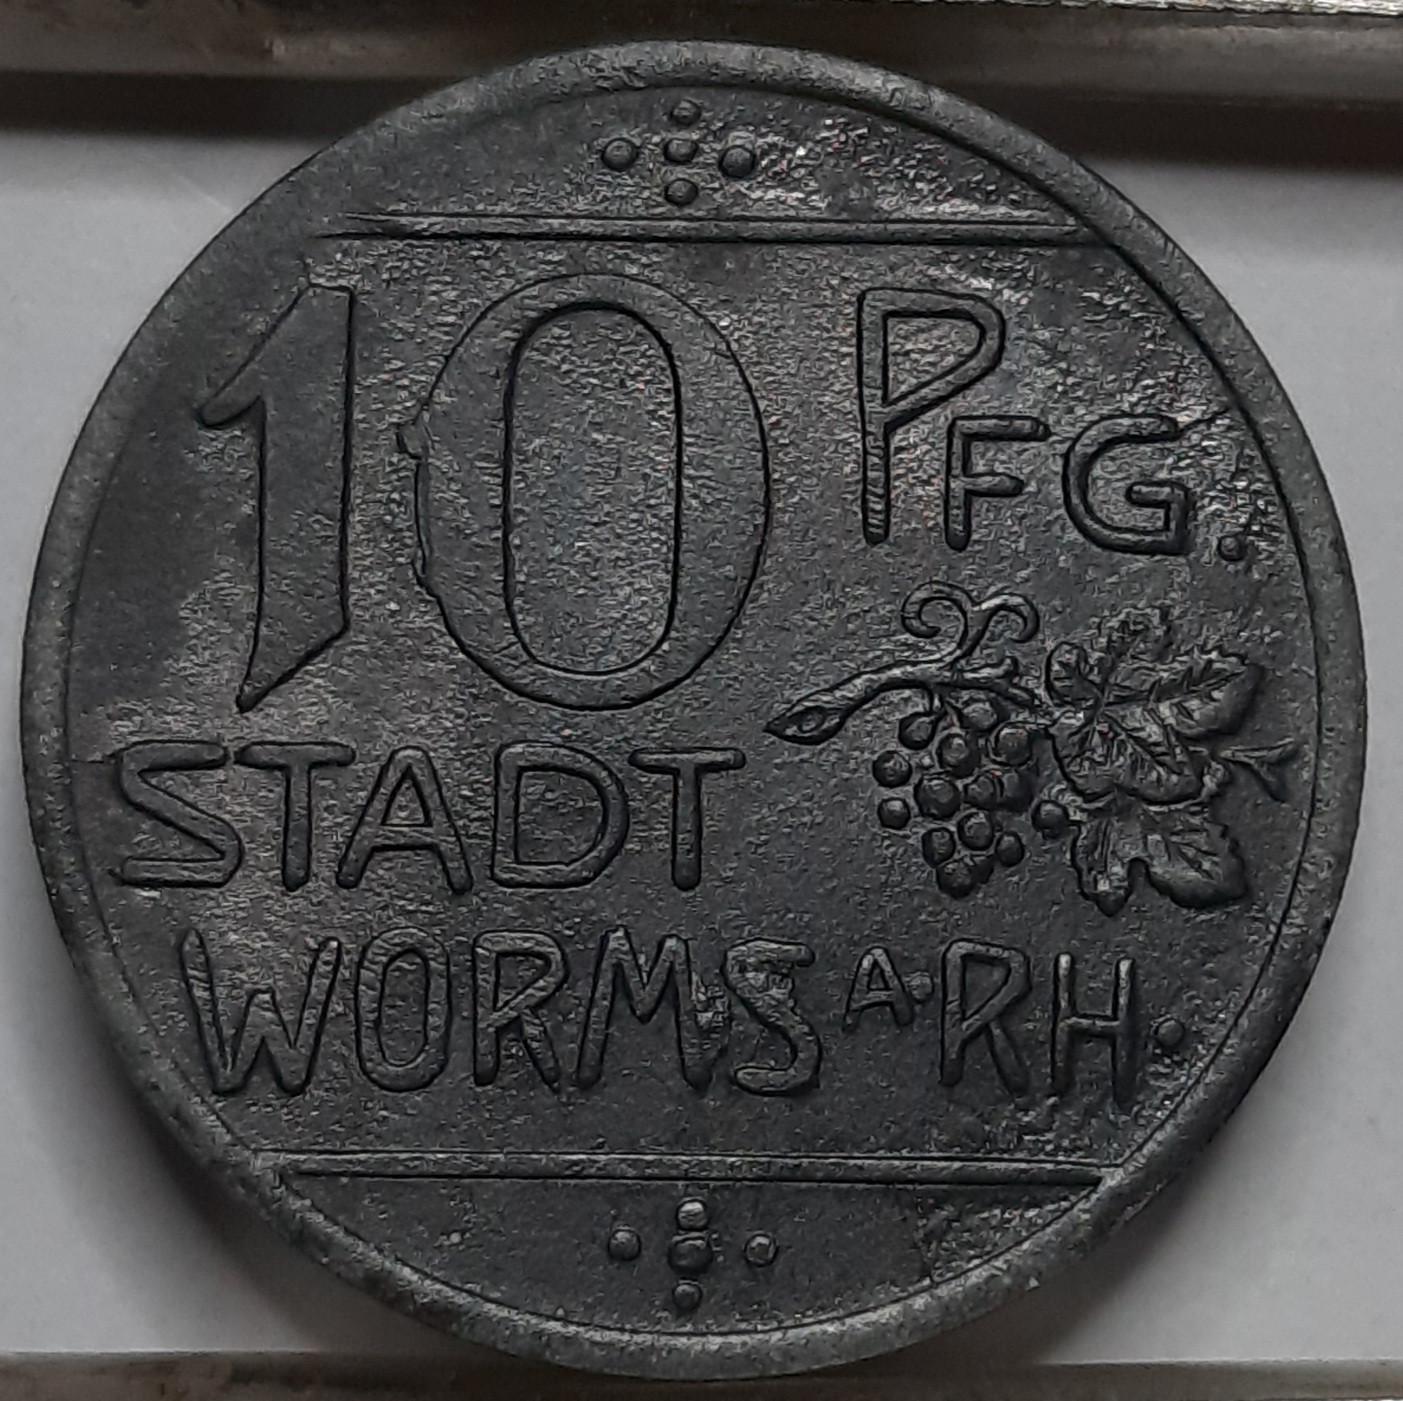 10 PFG.
STADT
WORMS A. RH.